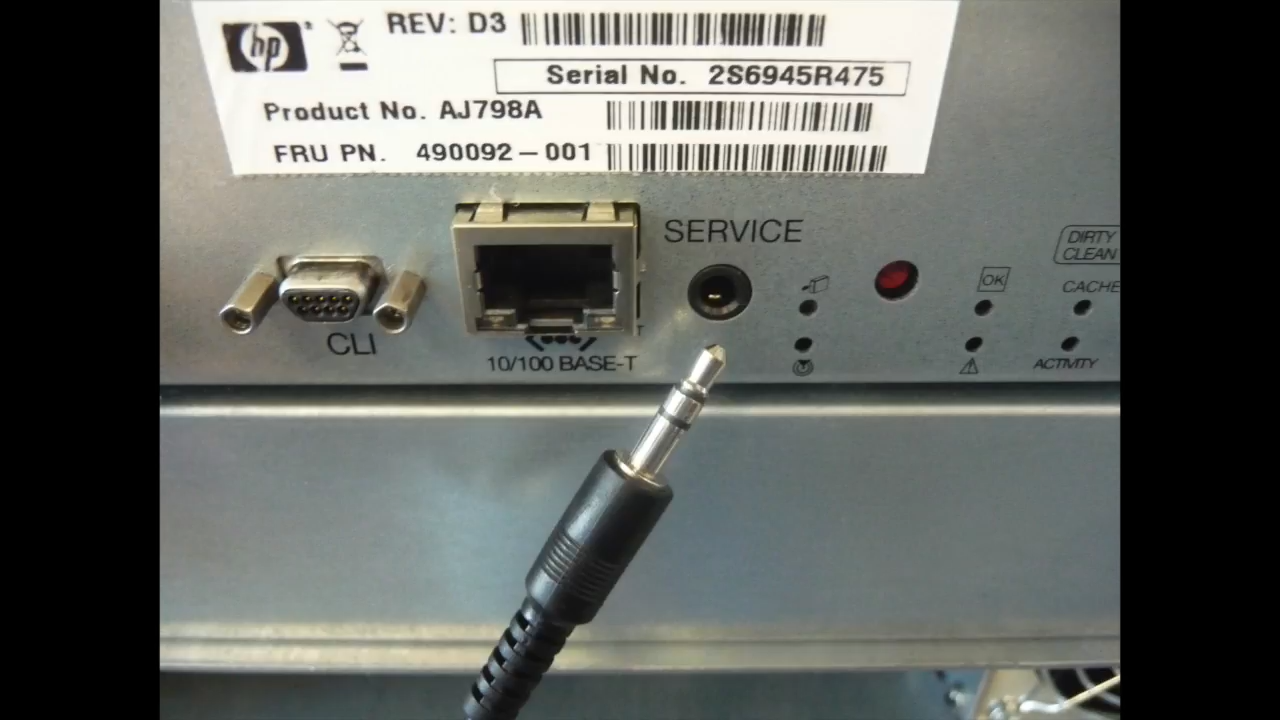 hp
REV: D3
Serial No. 2S6945R475
Product No. AJ798A
FRU PN. 490092-001
SERVICE
DIRTY
CLEAN
OK
CACHE
CLI
10/100 BASE-T
ACTIVITY